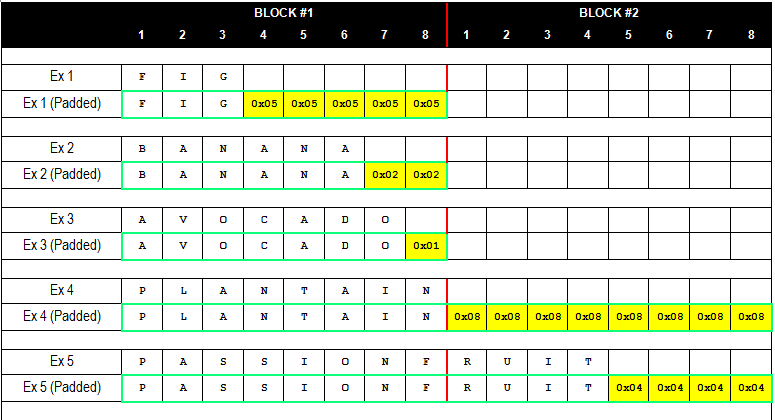 BLOCK #1 BLOCK #2
1 2 3 4 5 6 7 8 1 2 3 4 5 6 7 8
Ex 1 F I G
Ex 1 (Padded) F I G 0x05 0x05 0x05 0x05 0x05
Ex 2 B A N A N A
Ex 2 (Padded) B A N A N A 0x02 0x02
Ex 3 A V O C A D O
Ex 3 (Padded) A V O C A D O 0x01
Ex 4 P L A N T A I N
Ex 4 (Padded) P L A N T A I N 0x08 0x08 0x08 0x08 0x08 0x08 0x08 0x08
Ex 5 P A S S I O N F R U I T
Ex 5 (Padded) P A S S I O N F R U I T 0x04 0x04 0x04 0x04